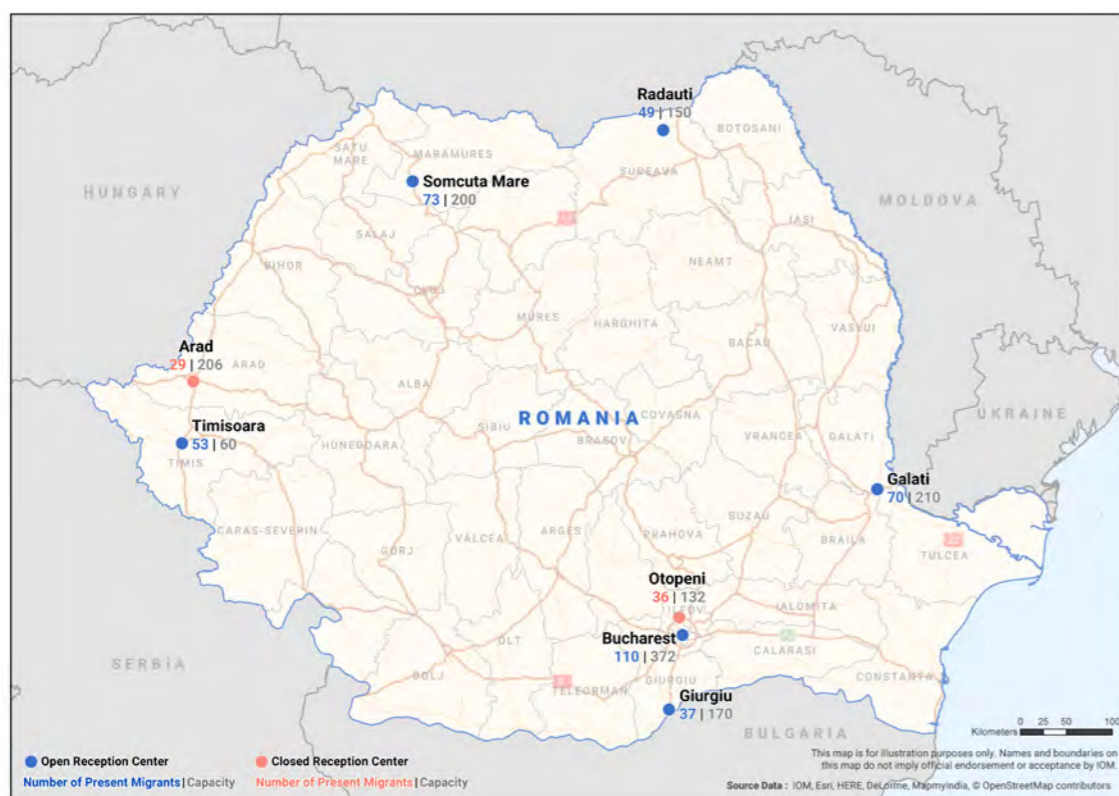 Radauti
49 | 150
BOTOSANI
SATU
MARE
MARAMURES
SUCEAVA
Somcuta Mare
73 | 200
HUNGARY
MOLDOVA
IASI
SALAJ
BIHOR
NEAMT
CLUJ
MURES
HARGHITA
VASLUI
BACAU
Arad
29 | 206
ARAD
ALBA
ROMANIA
COVASNA
UKRAINE
Timisoara
53 | 60
TIMIS
HUNEDOARA
SIBIU
BRASOV
VRANCEA
GALATI
Galati
70 | 210
CARAS-SEVERIN
ARGES
BUZAU
PRAHOVA
VALCEA
GORJ
BRAILA
TULCEA
Otopeni
36 | 132
ILFOV
IALOMITA
Bucharest
110 | 372
OLT
CALARASI
SERBIA
DOLJ
TELEORMAN
GIURGIU
CONSTANTA
Giurgiu
37 | 170
BULGARIA
0 25 50 100
Kilometers
Open Reception Center
Closed Reception Center
Number of Present Migrants | Capacity
Number of Present Migrants | Capacity
This map is for illustration purposes only. Names and boundaries on
this map do not imply official endorsement or acceptance by IOM.
Source Data : IOM, Esri, HERE, DeLorme, Mapmyindia, © OpenStreetMap contributors